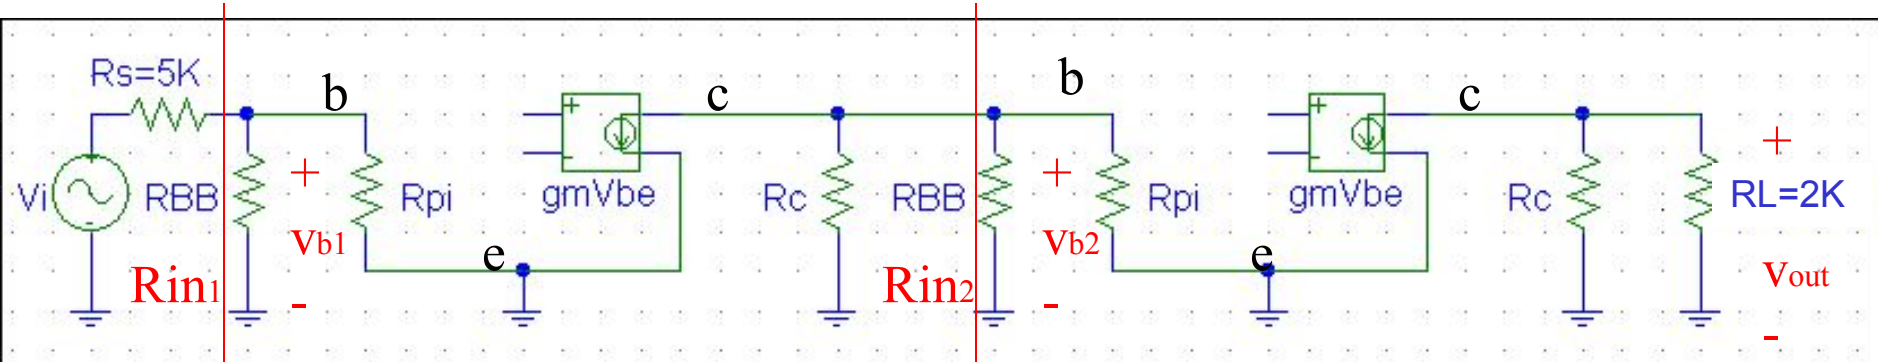 Rs=5K
b
c
b
c
+
-
+
-
+
+
+
Vi
RBB
Rpi
gmVbe
Rc
RBB
Rpi
gmVbe
Rc
RL=2K
-
Vb1
Vb2
e
e
Rin1
Rin2
Vout
-
-
-